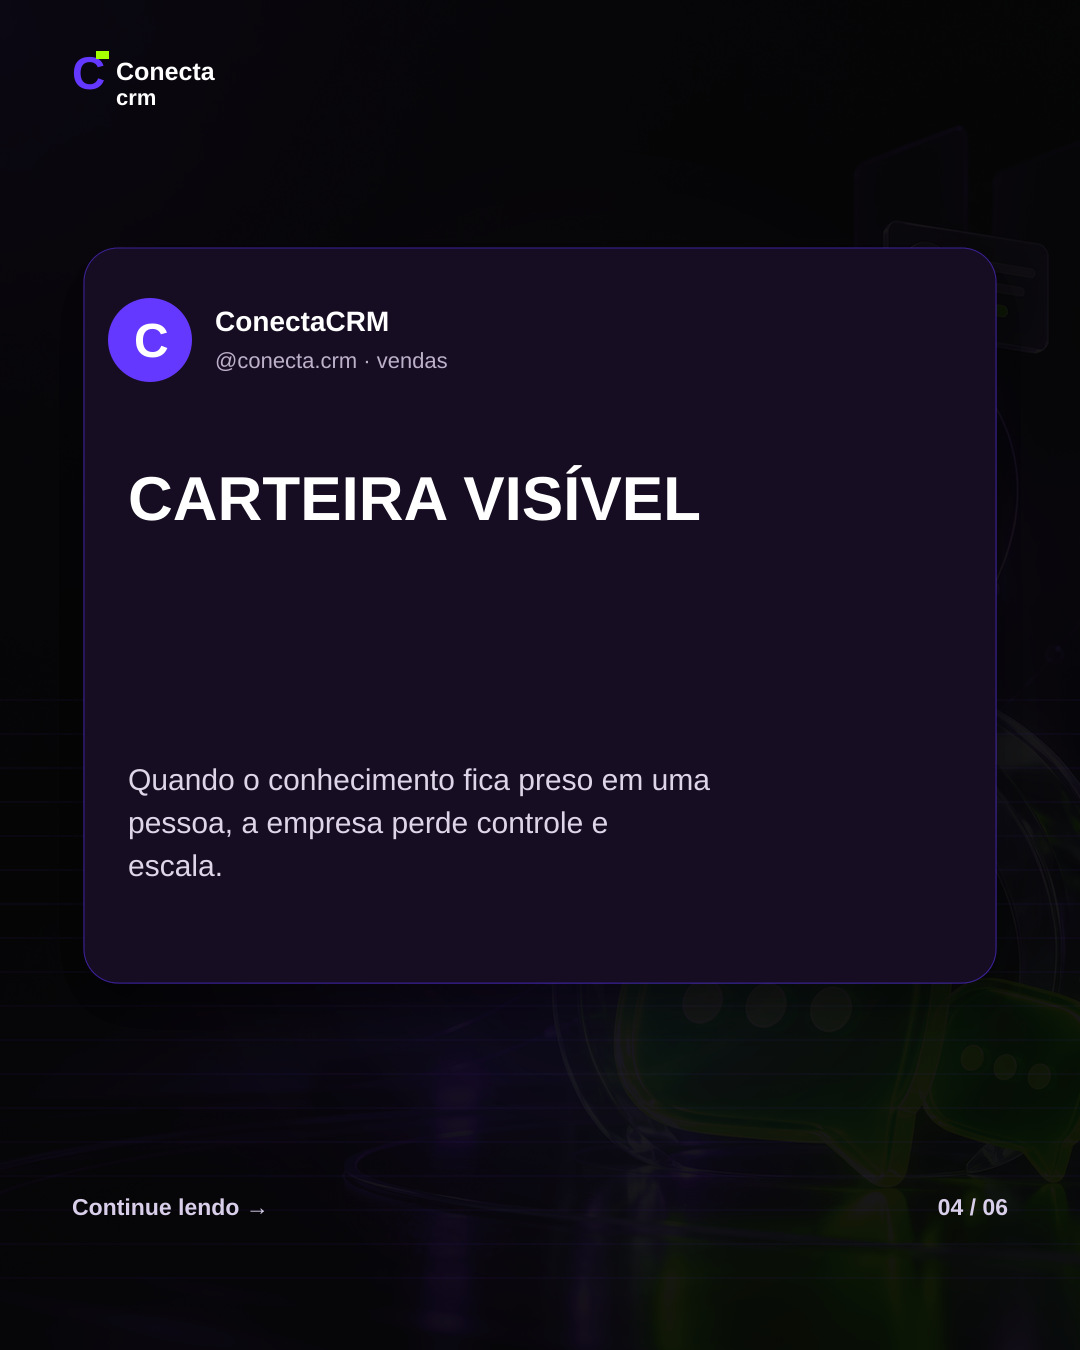 C Conecta
crm
C
ConectaCRM
@conecta.crm · vendas
CARTEIRA VISÍVEL
Quando o conhecimento fica preso em uma
pessoa, a empresa perde controle e
escala.
Continue lendo →
04 / 06